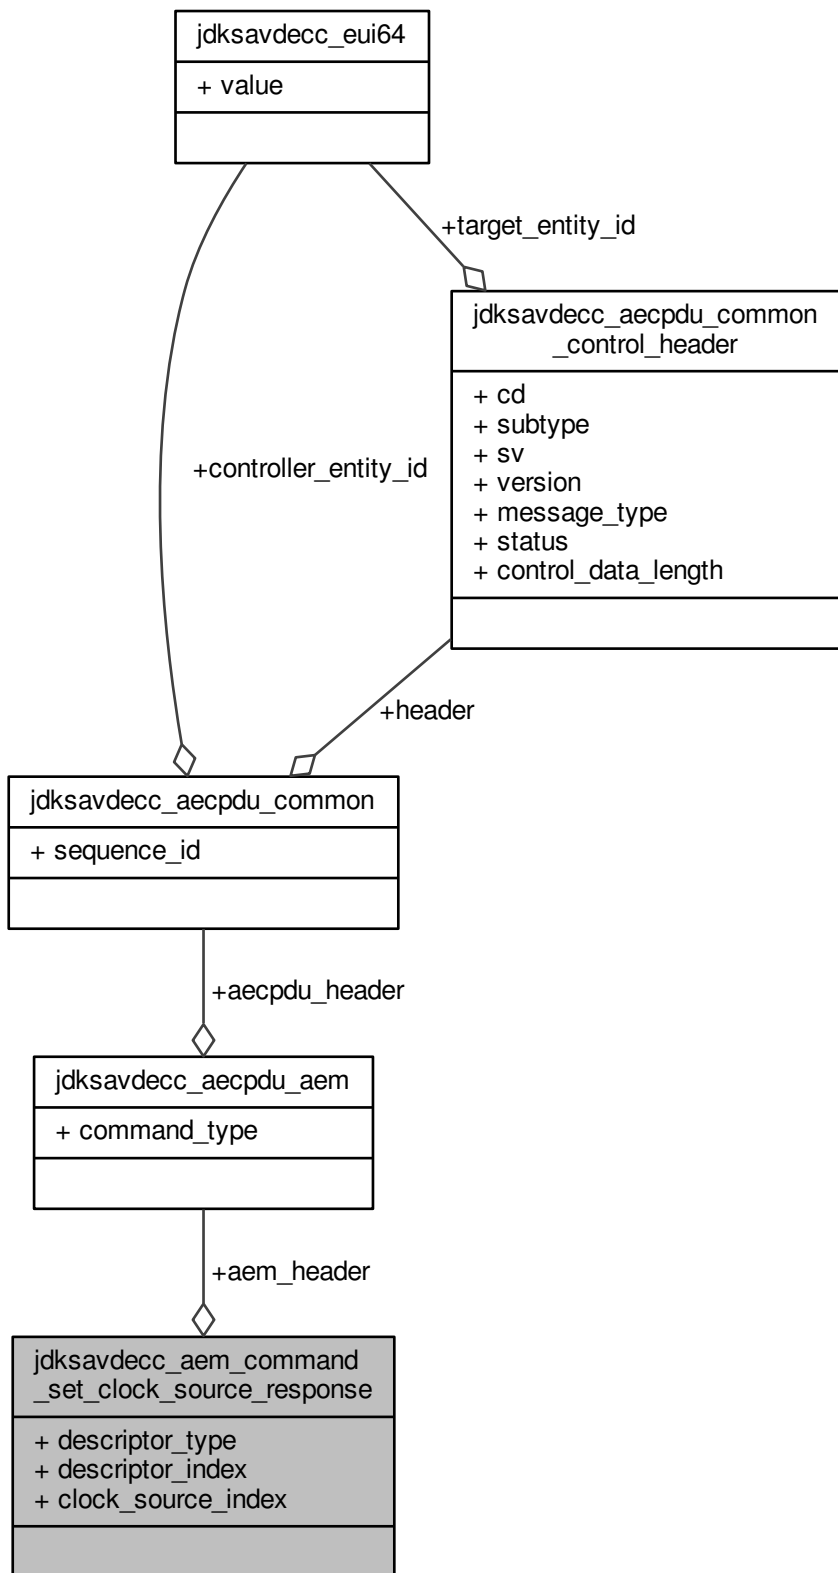 jdksavdecc_eui64
+ value
+target_entity_id
jdksavdecc_aecpdu_common
_control_header
+ cd
+ subtype
+ sv
+ version
+ message_type
+ status
+ control_data_length
+controller_entity_id
+header
jdksavdecc_aecpdu_common
+ sequence_id
+aecpdu_header
jdksavdecc_aecpdu_aem
+ command_type
+aem_header
jdksavdecc_aem_command
_set_clock_source_response
+ descriptor_type
+ descriptor_index
+ clock_source_index